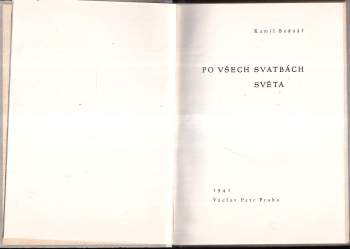 Kamil Bednář
PO VŠECH SVATBÁCH
SVĚTA
1941
Václav Petr Praha